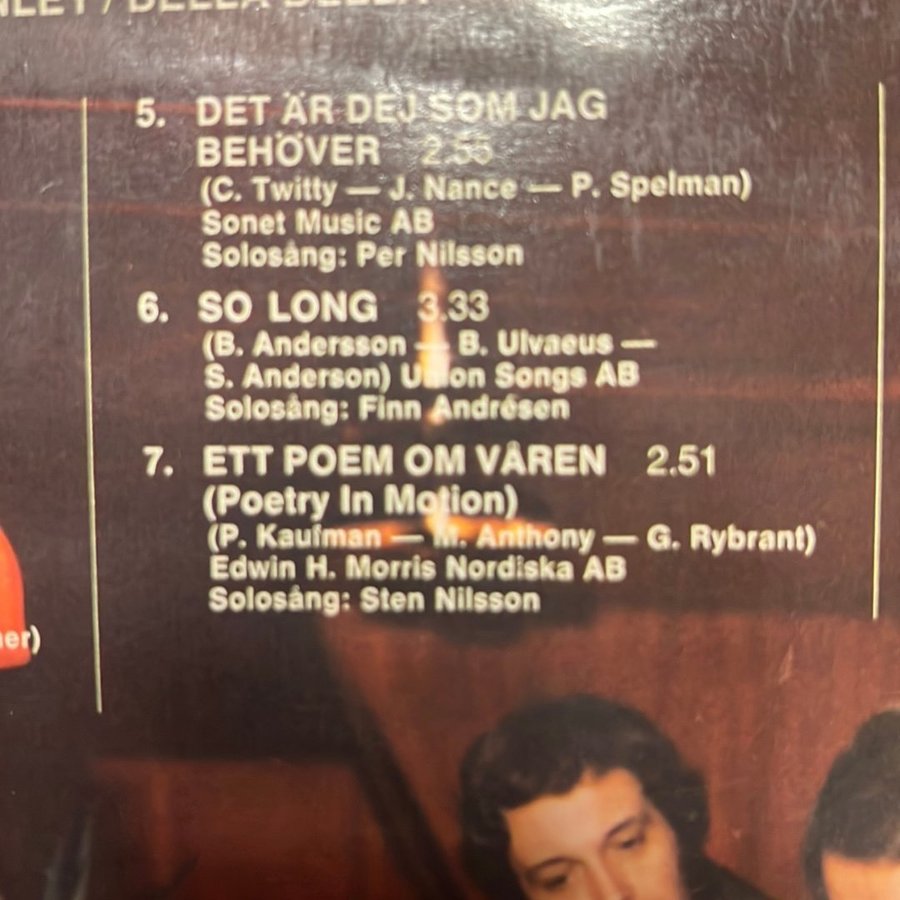 / DELLA DELLA
5. DET ÄR DEJ SOM JAG
BEHÖVER 2.55
(C. Twitty — J. Nance — P. Spelman)
Sonet Music AB
Solosång: Per Nilsson
6. SO LONG 3.33
(B. Andersson — B. Ulvaeus —
S. Anderson) Union Songs AB
Solosång: Finn Andrésen
7. ETT POEM OM VÅREN 2.51
(Poetry In Motion)
(P. Kaufman — M. Anthony — G. Rybrant)
Edwin H. Morris Nordiska AB
Solosång: Sten Nilsson